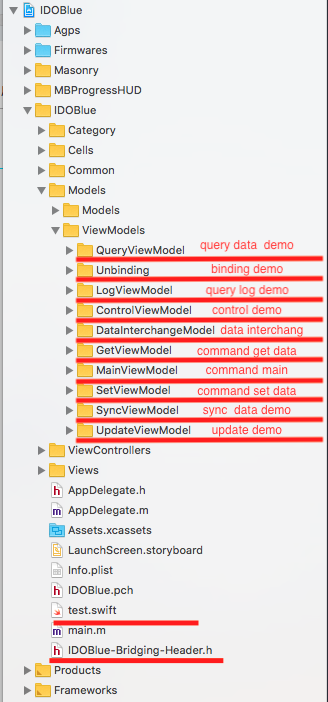 IDOBlue
Agps
Firmwares
Masonry
MBProgressHUD
IDOBlue
Category
Cells
Common
Models
Models
ViewModels
QueryViewModel query data demo
Unbinding binding demo
LogViewModel query log demo
ControlViewModel control demo
DataInterchangeModel data interchang
GetViewModel command get data
MainViewModel command main
SetViewModel command set data
SyncViewModel sync data demo
UpdateViewModel update demo
ViewControllers
Views
h AppDelegate.h
m AppDelegate.m
Assets.xcassets
LaunchScreen.storyboard
Info.plist
h IDOBlue.pch
test.swift
m main.m
h IDOBlue-Bridging-Header.h
Products
Frameworks